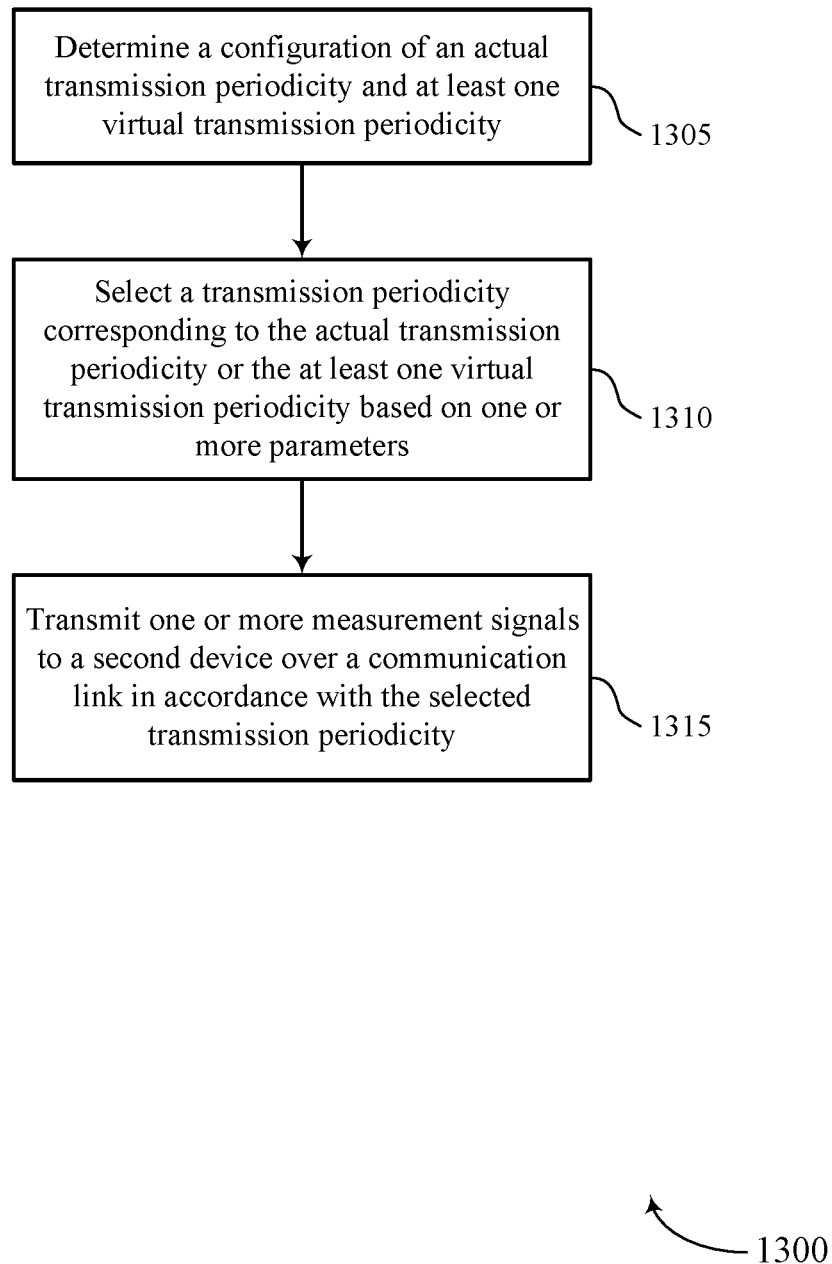 Determine a configuration of an actual
transmission periodicity and at least one
virtual transmission periodicity
1305
Select a transmission periodicity
corresponding to the actual transmission
periodicity or the at least one virtual
transmission periodicity based on one or
more parameters
1310
Transmit one or more measurement signals
to a second device over a communication
link in accordance with the selected
transmission periodicity
1315
1300